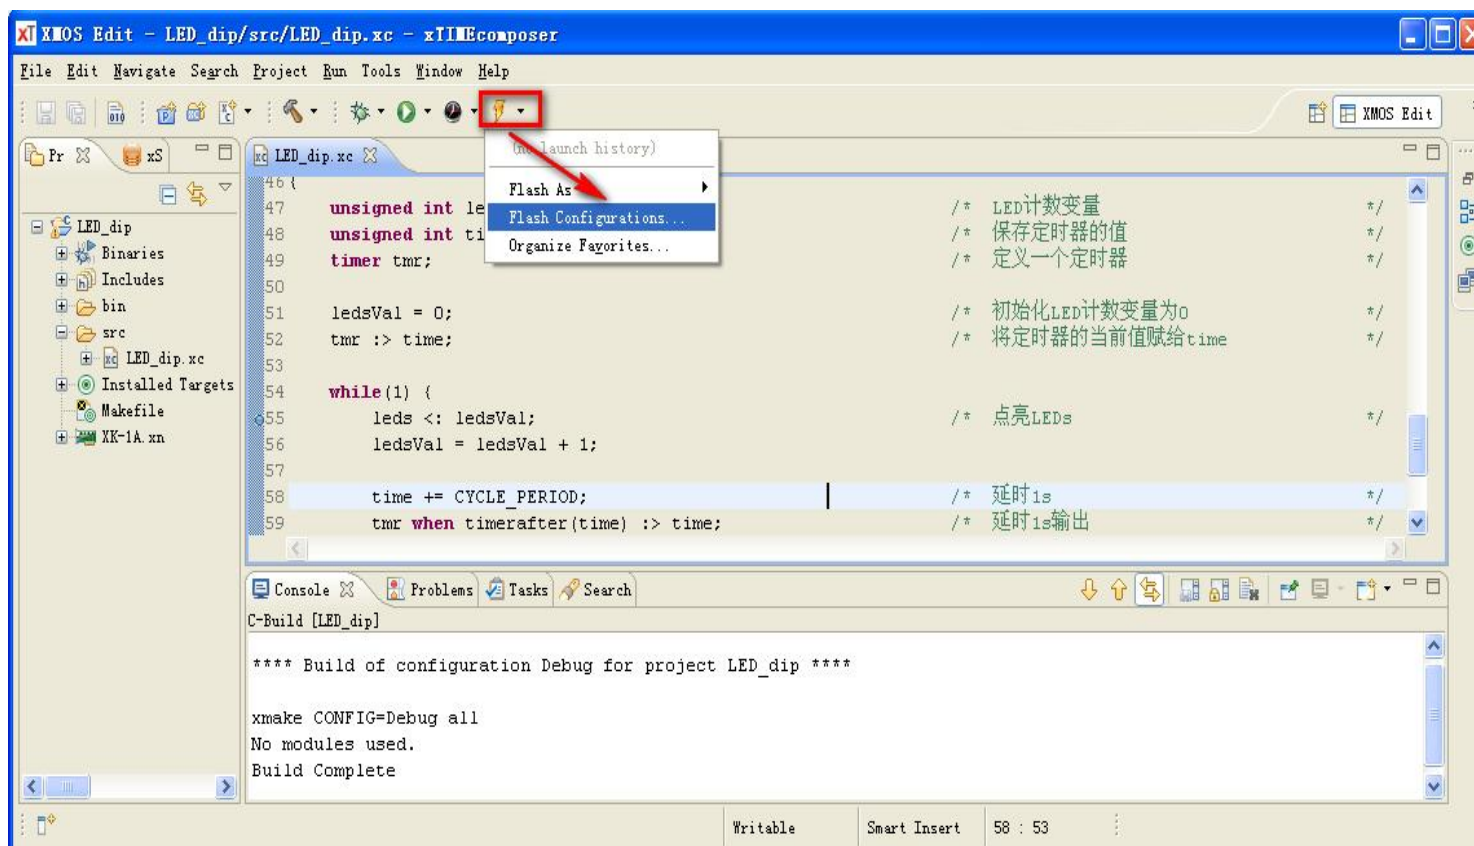 XMOS Edit - LED_dip/src/LED_dip.xc - xTIMEcomposer
File Edit Navigate Search Project Run Tools Window Help
XMOS Edit
Pr xS
LED_dip.xc
(no launch history)
Flash As
Flash Configurations...
Organize Favorites...
LED_dip
Binaries
Includes
bin
src
LED_dip.xc
Installed Targets
Makefile
XK-1A.xn
46 {
47 unsigned int le /* LED计数变量 */
48 unsigned int ti /* 保存定时器的值 */
49 timer tmr; /* 定义一个定时器 */
50
51 ledsVal = 0; /* 初始化LED计数变量为0 */
52 tmr :> time; /* 将定时器的当前值赋给time */
53
54 while(1) {
55 leds <: ledsVal; /* 点亮LEDs */
56 ledsVal = ledsVal + 1;
57
58 time += CYCLE_PERIOD; /* 延时1s */
59 tmr when timerafter(time) :> time; /* 延时1s输出 */
Console Problems Tasks Search
C-Build [LED_dip]
**** Build of configuration Debug for project LED_dip ****
xmake CONFIG=Debug all
No modules used.
Build Complete
Writable Smart Insert 58 : 53